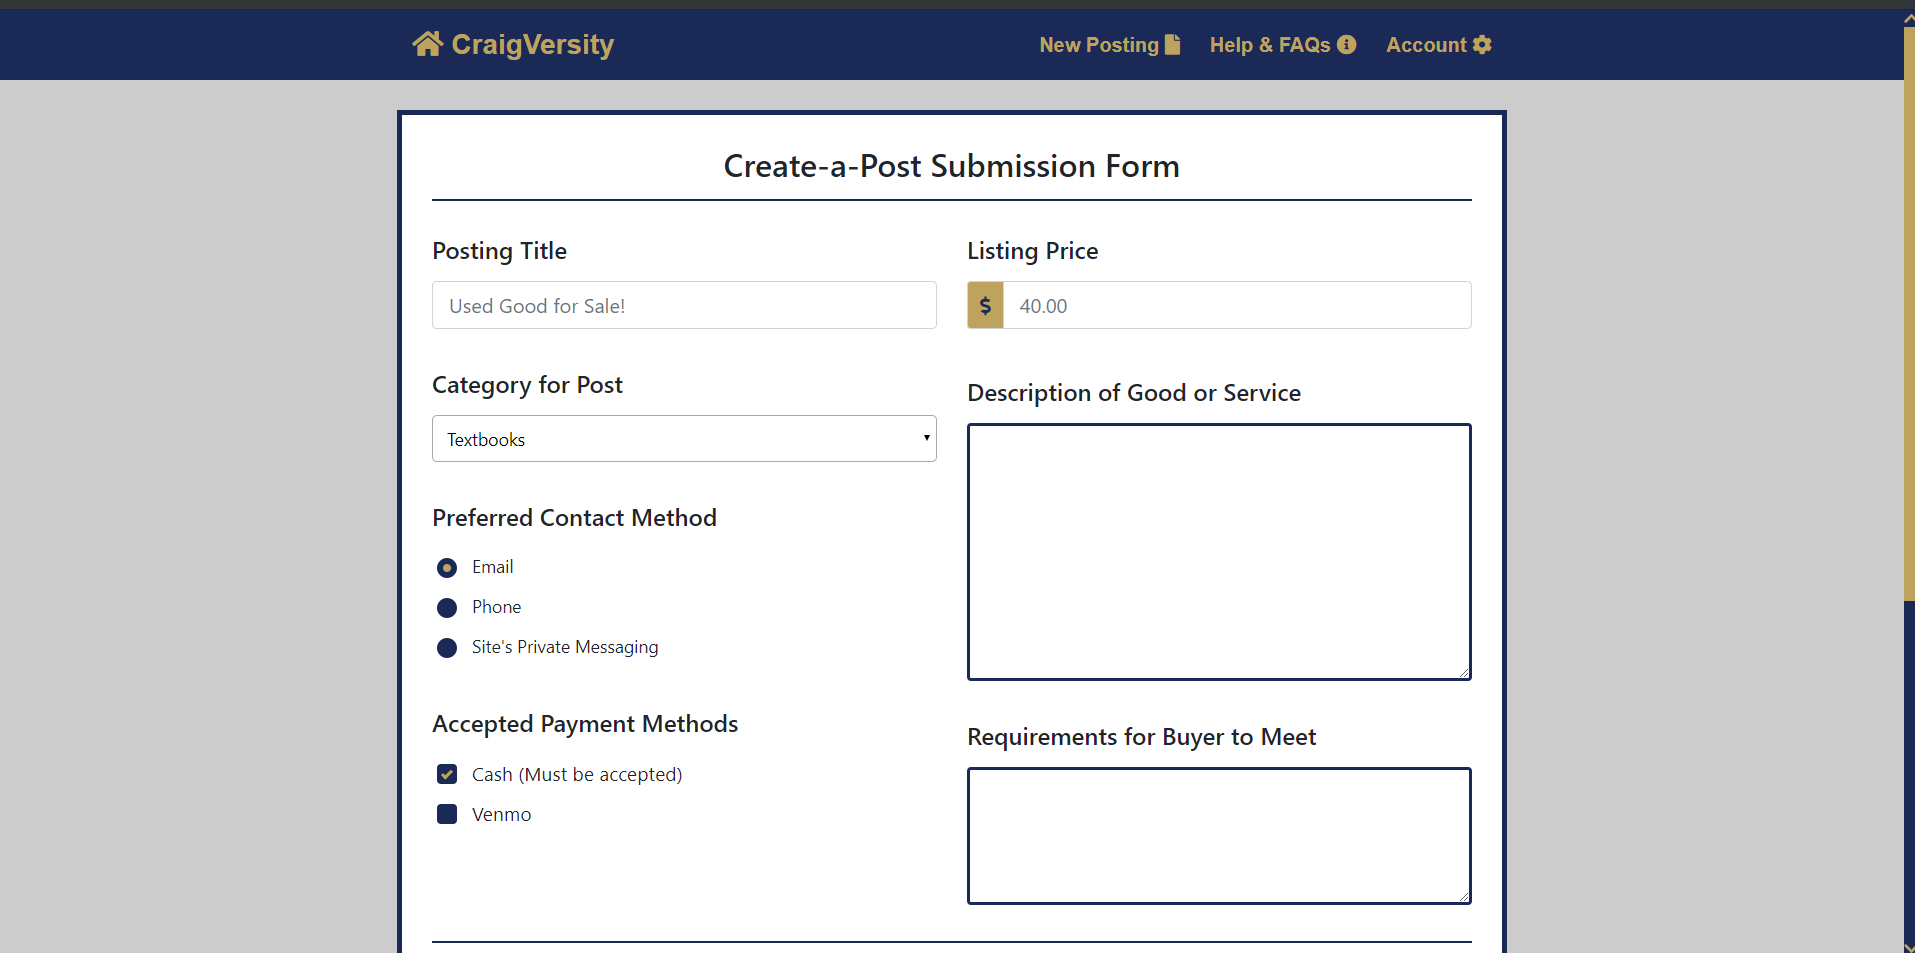 CraigVersity
New Posting
Help & FAQs
Account
Create-a-Post Submission Form
Posting Title
Used Good for Sale!
Listing Price
$ 40.00
Category for Post
Textbooks
Description of Good or Service
Preferred Contact Method
Email
Phone
Site's Private Messaging
Accepted Payment Methods
Cash (Must be accepted)
Venmo
Requirements for Buyer to Meet